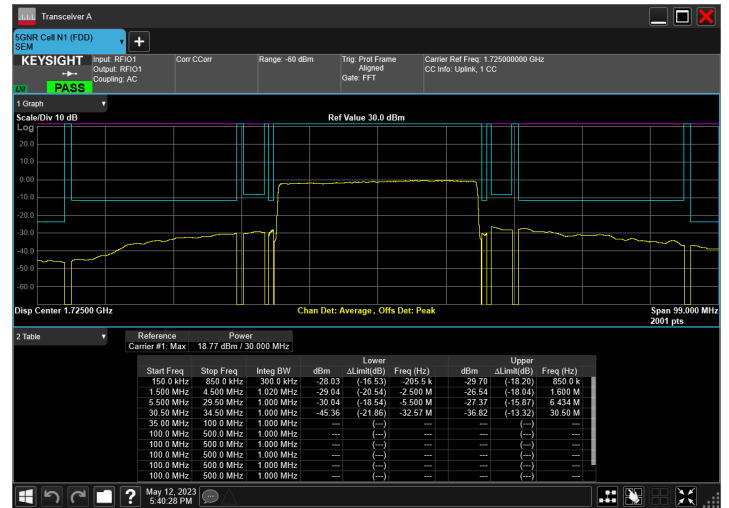 Transceiver A
5GNR Cell N1 (FDD)
SEM
KEYSIGHT
LXI
PASS
Input: RFIO1
Output: RFIO1
Coupling: AC
Corr CCorr
Range: -60 dBm
Trig: Prot Frame
Aligned
Gate: FFT
Carrier Ref Freq: 1.725000000 GHz
CC Info: Uplink, 1 CC
1 Graph
Scale/Div 10 dB
Ref Value 30.0 dBm
Log
20.0
10.0
0.00
-10.0
-20.0
-30.0
-40.0
-50.0
-60.0
Disp Center 1.72500 GHz
Chan Det: Average , Offs Det: Peak
Span 99.000 MHz
2001 pts
2 Table
Reference Power
Carrier #1: Max 18.77 dBm / 30.000 MHz
Lower Upper
Start Freq Stop Freq Integ BW dBm ΔLimit(dB) Freq (Hz) dBm ΔLimit(dB) Freq (Hz)
150.0 kHz 850.0 kHz 300.0 kHz -28.03 (-16.53) -205.5 k -29.70 (-18.20) 850.0 k
1.500 MHz 4.500 MHz 1.020 MHz -29.04 (-20.54) -2.500 M -26.54 (-18.04) 1.600 M
5.500 MHz 29.50 MHz 1.000 MHz -30.04 (-18.54) -5.500 M -27.37 (-15.87) 6.434 M
30.50 MHz 34.50 MHz 1.000 MHz -45.36 (-21.86) -32.57 M -36.82 (-13.32) 30.50 M
35.00 MHz 100.0 MHz 1.000 MHz --- (---) --- --- (---) ---
100.0 MHz 500.0 MHz 1.000 MHz --- (---) --- --- (---) ---
100.0 MHz 500.0 MHz 1.000 MHz --- (---) --- --- (---) ---
100.0 MHz 500.0 MHz 1.000 MHz --- (---) --- --- (---) ---
100.0 MHz 500.0 MHz 1.000 MHz --- (---) --- --- (---) ---
100.0 MHz 500.0 MHz 1.000 MHz --- (---) --- --- (---) ---
May 12, 2023
5:40:28 PM